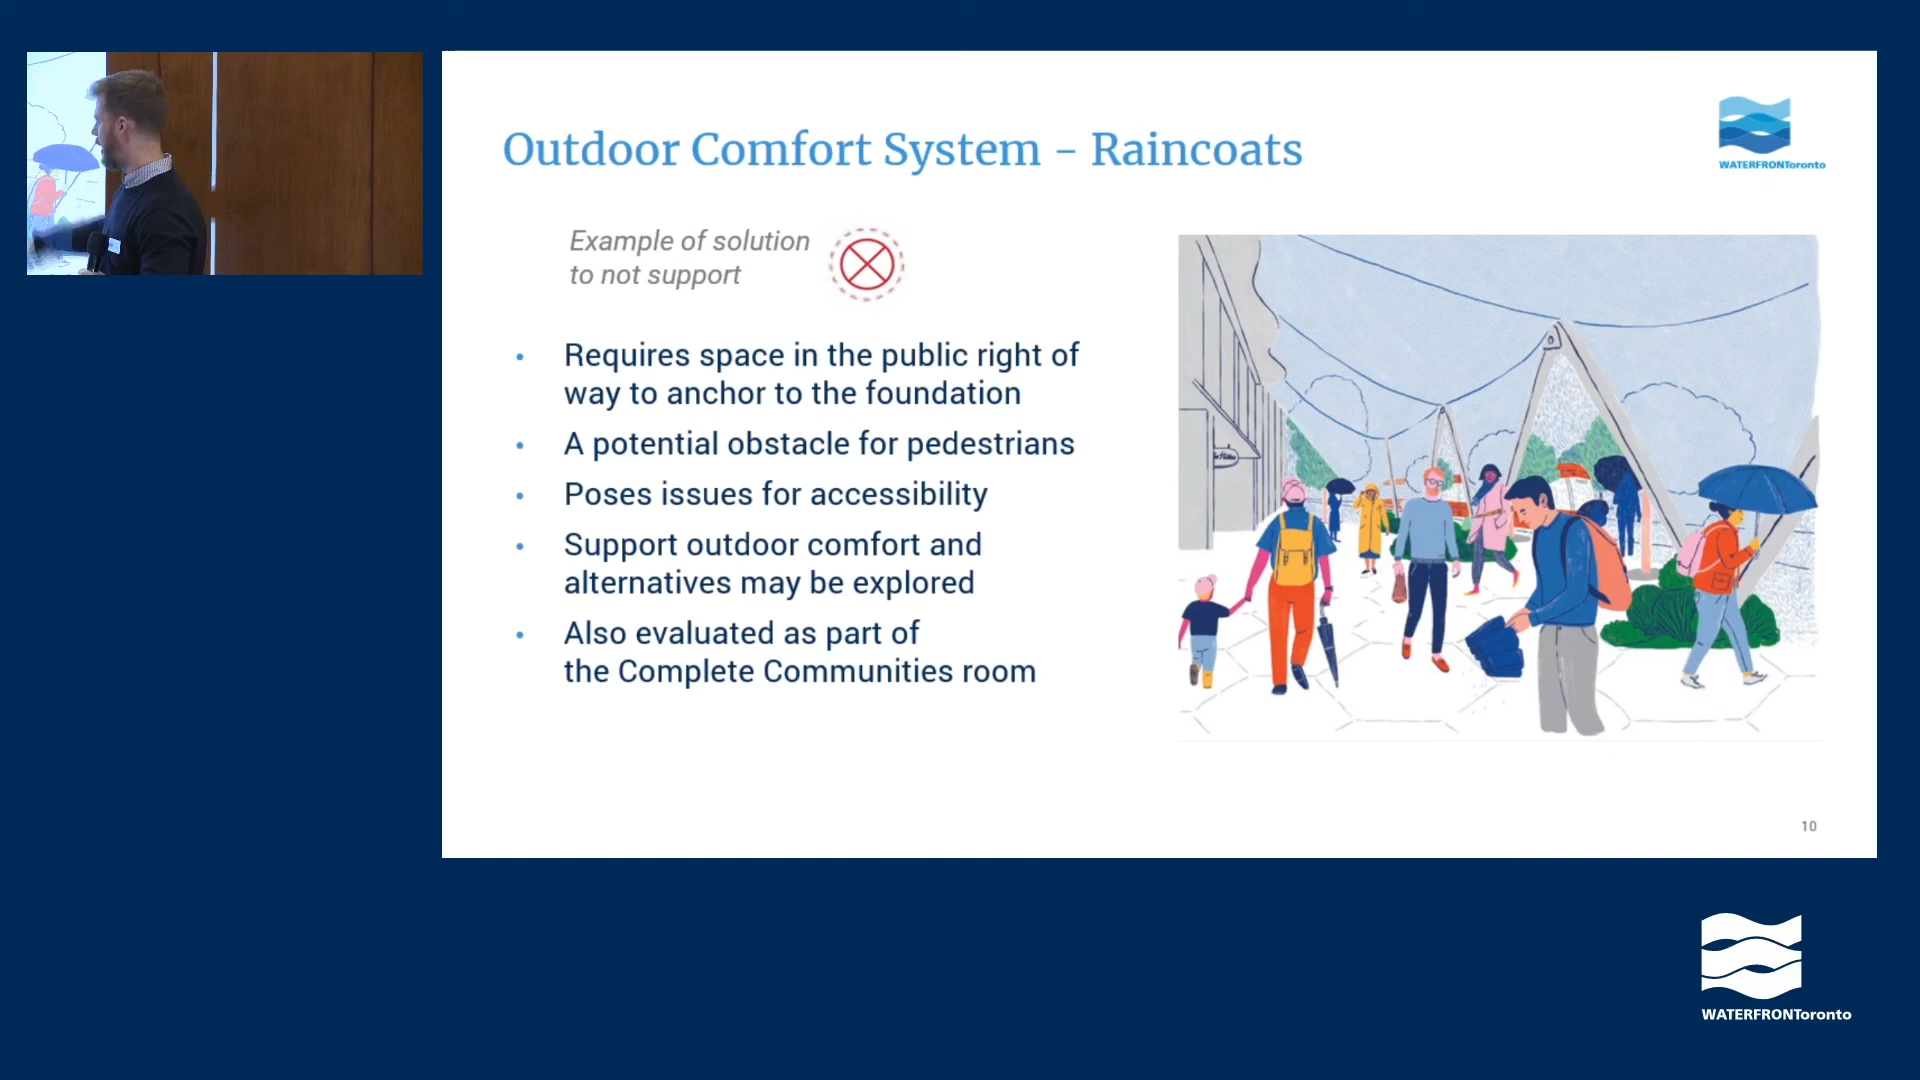 Outdoor Comfort System - Raincoats
WATERFRONToronto
Example of solution
to not support
• Requires space in the public right of
way to anchor to the foundation
• A potential obstacle for pedestrians
• Poses issues for accessibility
• Support outdoor comfort and
alternatives may be explored
• Also evaluated as part of
the Complete Communities room
10
WATERFRONToronto